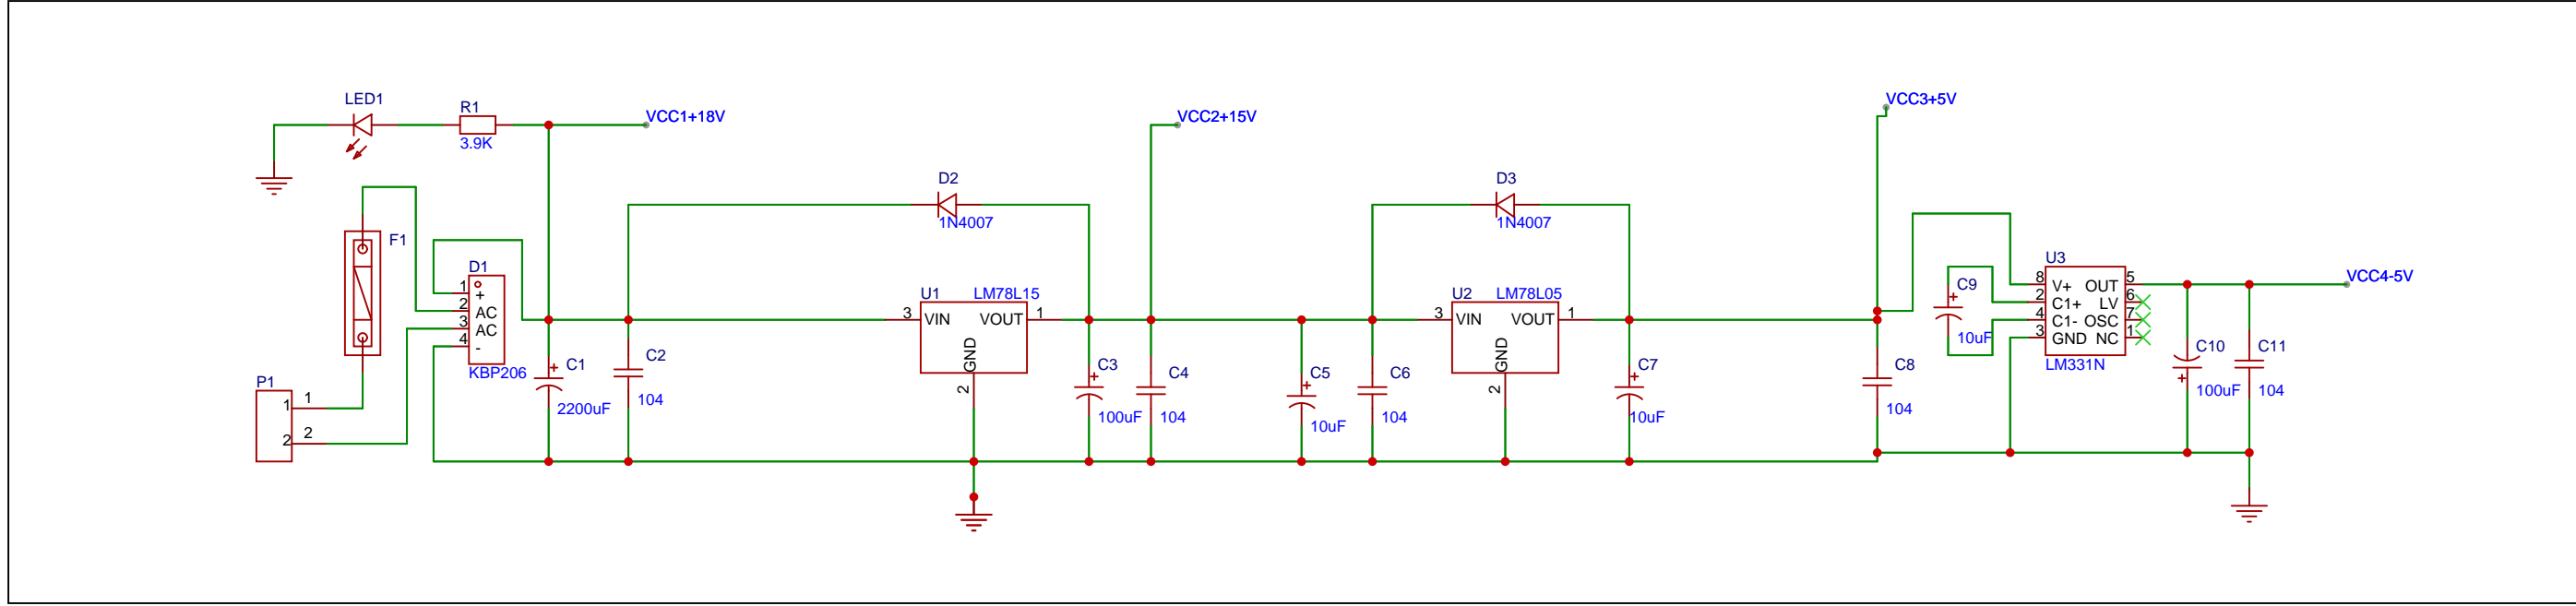 LED1
R1
3.9K
VCC1+18V
VCC2+15V
VCC3+5V
D2
1N4007
D3
1N4007
F1
D1
1
+
2
AC
3
AC
4
-
KBP206
P1
1
1
2
2
C1
+
2200uF
C2
104
U1
LM78L15
3
VIN
VOUT
1
GND
2
C3
+
100uF
C4
104
C5
+
10uF
C6
104
U2
LM78L05
3
VIN
VOUT
1
GND
2
C7
+
10uF
C8
104
C9
+
10uF
U3
8
V+
OUT
5
2
C1+
LV
6
4
C1-
OSC
7
3
GND
NC
1
LM331N
VCC4-5V
C10
+
100uF
C11
104